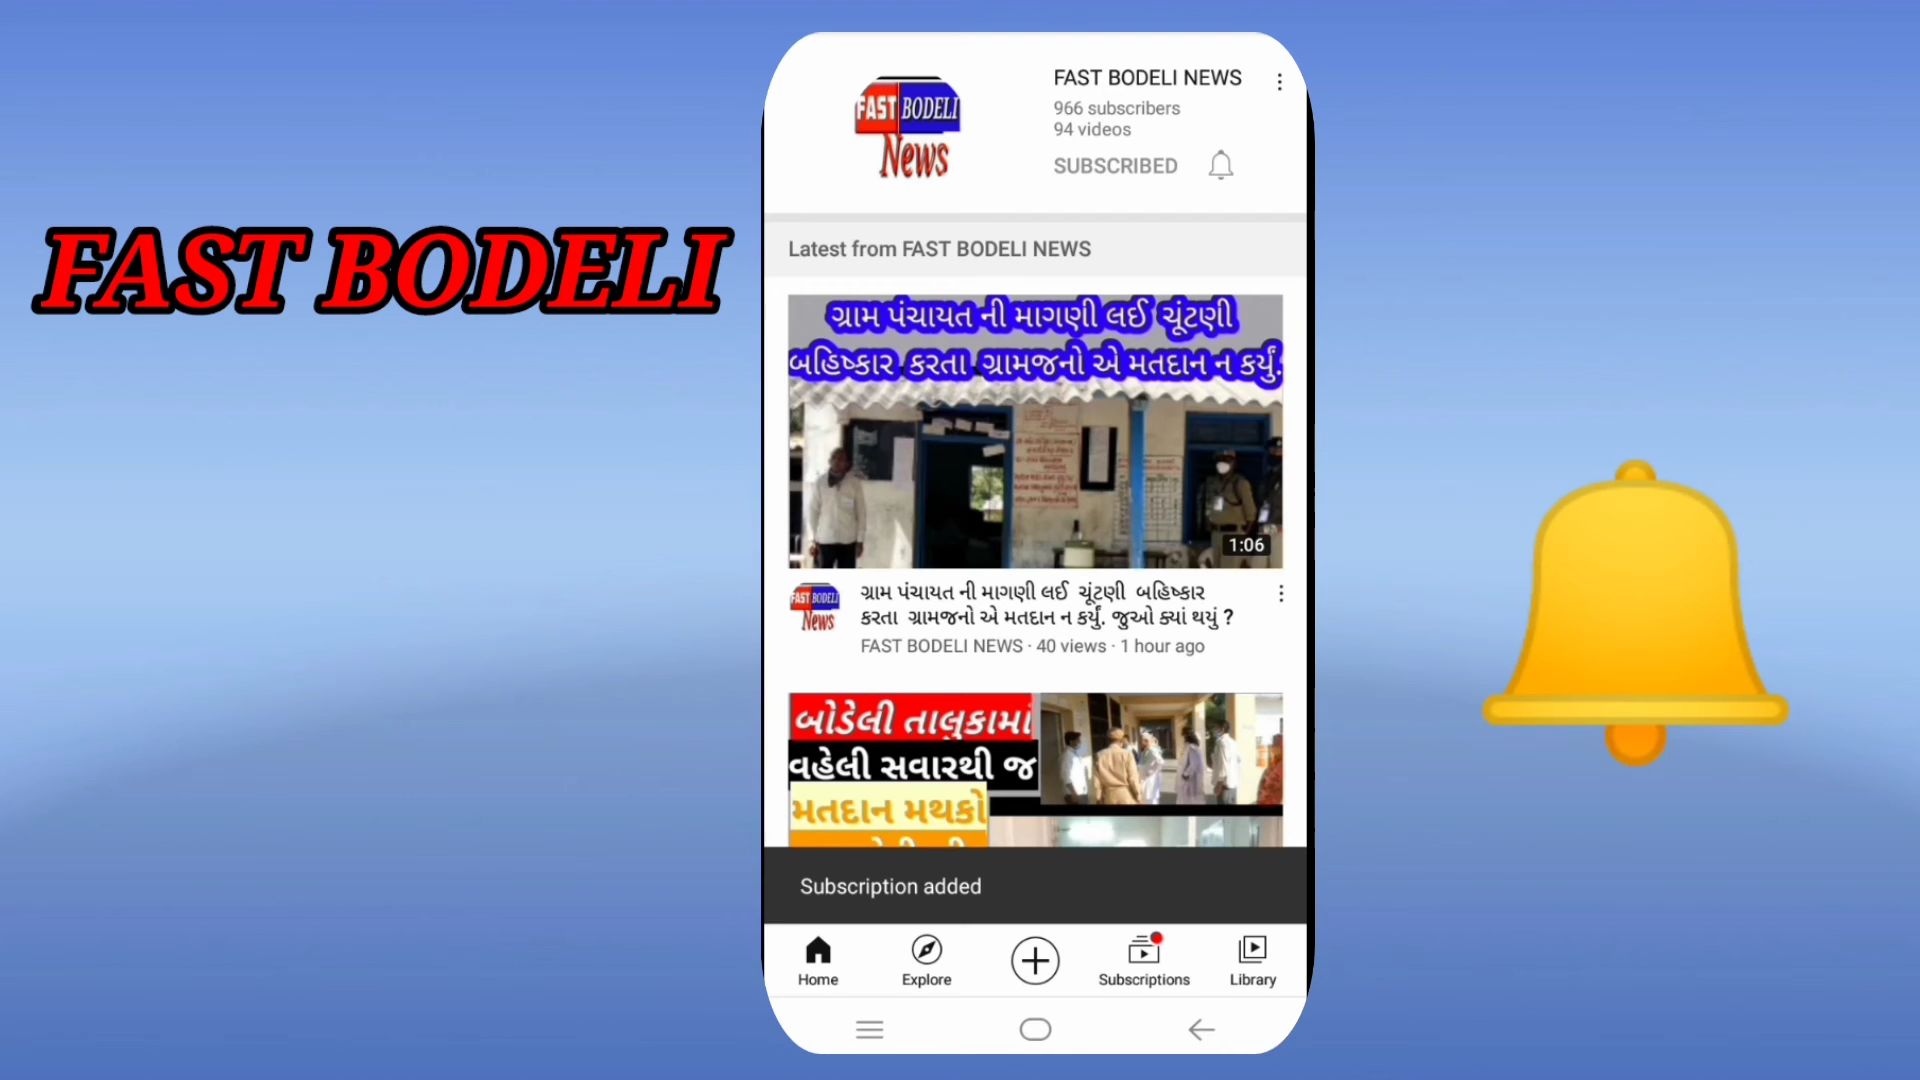 FAST BODELI
FAST BODELI
News
FAST BODELI NEWS
966 subscribers
94 videos
SUBSCRIBED
Latest from FAST BODELI NEWS
ગ્રામ પંચાયત ની માગણી લઈ ચૂંટણી
બહિષ્કાર કરતા ગ્રામજનો એ મતદાન ન કર્યું.
1:06
FAST BODELI
News
ગ્રામ પંચાયત ની માગણી લઈ ચૂંટણી બહિષ્કાર
કરતા ગ્રામજનો એ મતદાન ન કર્યું. જુઓ ક્યાં થયું ?
FAST BODELI NEWS · 40 views · 1 hour ago
બોડેલી તાલુકામાં
વહેલી સવારથી જ
મતદાન મથકો
Subscription added
Home
Explore
Subscriptions
Library